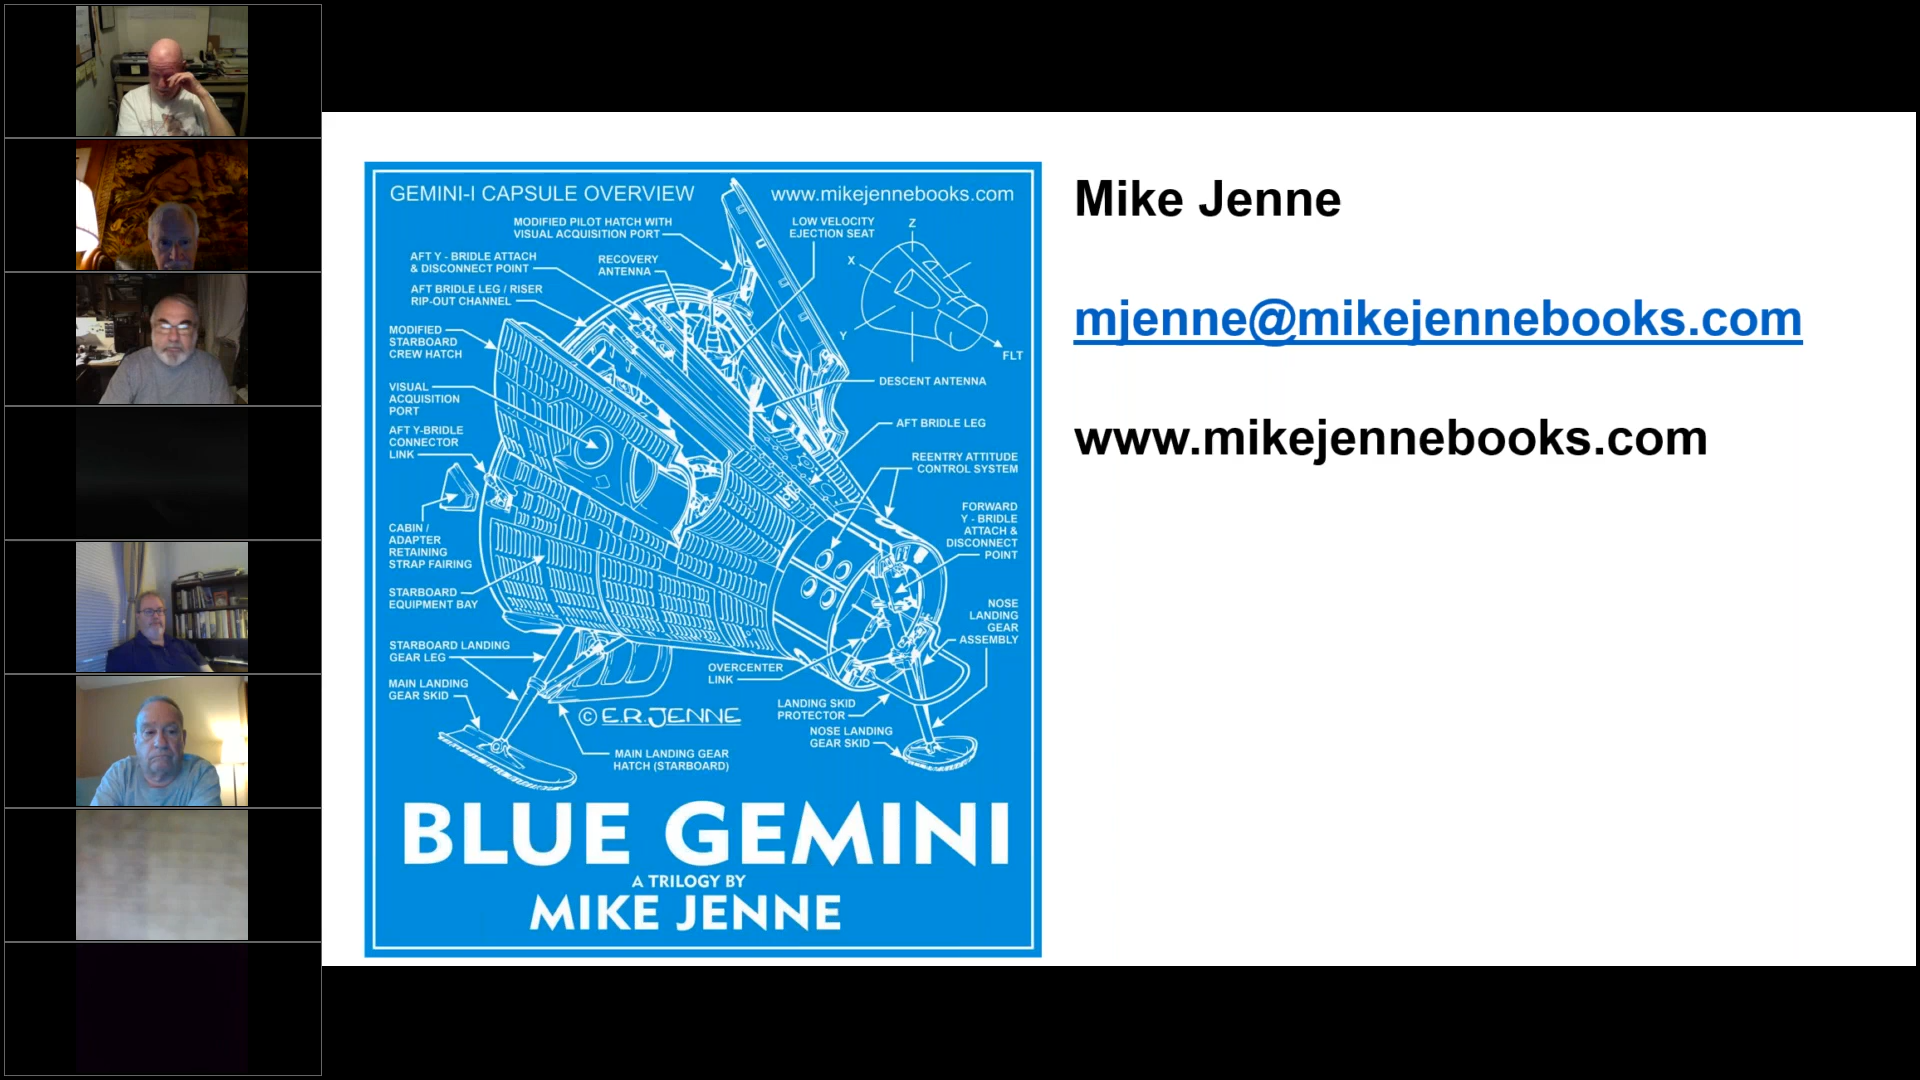 GEMINI-I CAPSULE OVERVIEW
www.mikejennebooks.com
MODIFIED PILOT HATCH WITH
VISUAL ACQUISITION PORT
LOW VELOCITY
EJECTION SEAT
Z
X
Y
FLT
AFT Y - BRIDLE ATTACH
& DISCONNECT POINT
RECOVERY
ANTENNA
AFT BRIDLE LEG / RISER
RIP-OUT CHANNEL
MODIFIED
STARBOARD
CREW HATCH
VISUAL
ACQUISITION
PORT
DESCENT ANTENNA
AFT Y-BRIDLE
CONNECTOR
LINK
AFT BRIDLE LEG
REENTRY ATTITUDE
CONTROL SYSTEM
FORWARD
Y - BRIDLE
ATTACH &
DISCONNECT
POINT
CABIN /
ADAPTER
RETAINING
STRAP FAIRING
STARBOARD
EQUIPMENT BAY
NOSE
LANDING
GEAR
ASSEMBLY
STARBOARD LANDING
GEAR LEG
OVERCENTER
LINK
MAIN LANDING
GEAR SKID
LANDING SKID
PROTECTOR
© E.R. JENNE
NOSE LANDING
GEAR SKID
MAIN LANDING GEAR
HATCH (STARBOARD)
BLUE GEMINI
A TRILOGY BY
MIKE JENNE
Mike Jenne
mjenne@mikejennebooks.com
www.mikejennebooks.com